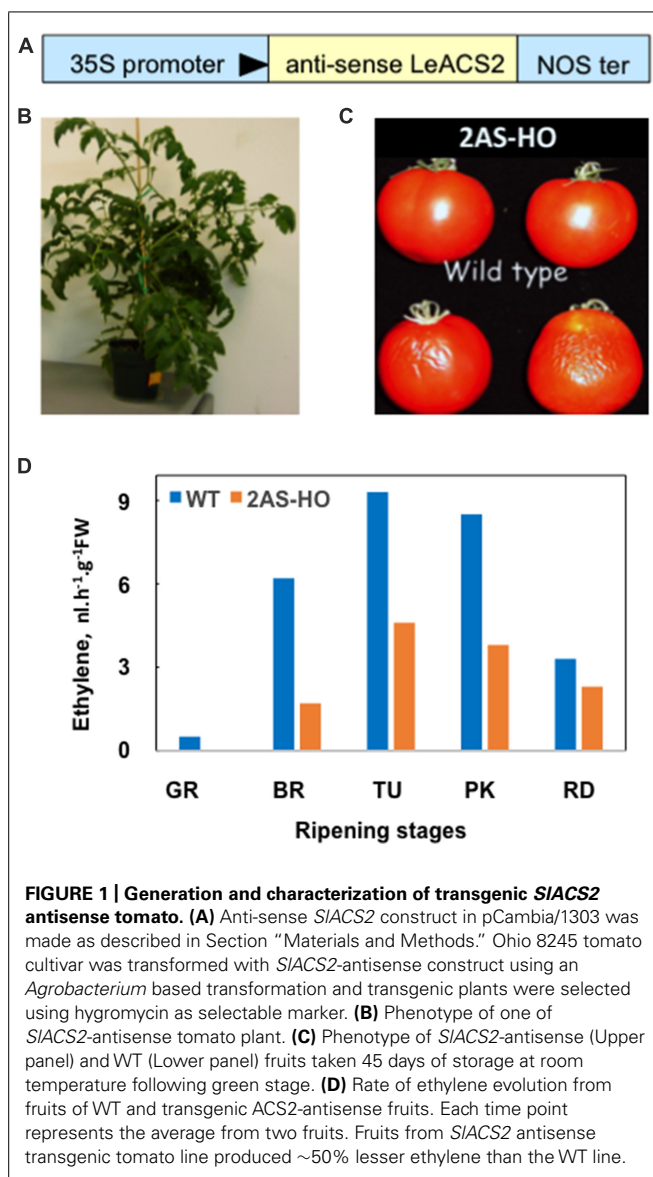 A
35S promoter
anti-sense LeACS2
NOS ter
B
C
2AS-HO
Wild type
D
Ethylene, nl.h-1.g-1FW
9
6
3
0
WT
2AS-HO
GR
BR
TU
PK
RD
Ripening stages
FIGURE 1 | Generation and characterization of transgenic SlACS2
antisense tomato. (A) Anti-sense SlACS2 construct in pCambia/1303 was
made as described in Section “Materials and Methods.” Ohio 8245 tomato
cultivar was transformed with SlACS2-antisense construct using an
Agrobacterium based transformation and transgenic plants were selected
using hygromycin as selectable marker. (B) Phenotype of one of
SlACS2-antisense tomato plant. (C) Phenotype of SlACS2-antisense (Upper
panel) and WT (Lower panel) fruits taken 45 days of storage at room
temperature following green stage. (D) Rate of ethylene evolution from
fruits of WT and transgenic ACS2-antisense fruits. Each time point
represents the average from two fruits. Fruits from SlACS2 antisense
transgenic tomato line produced ~50% lesser ethylene than the WT line.